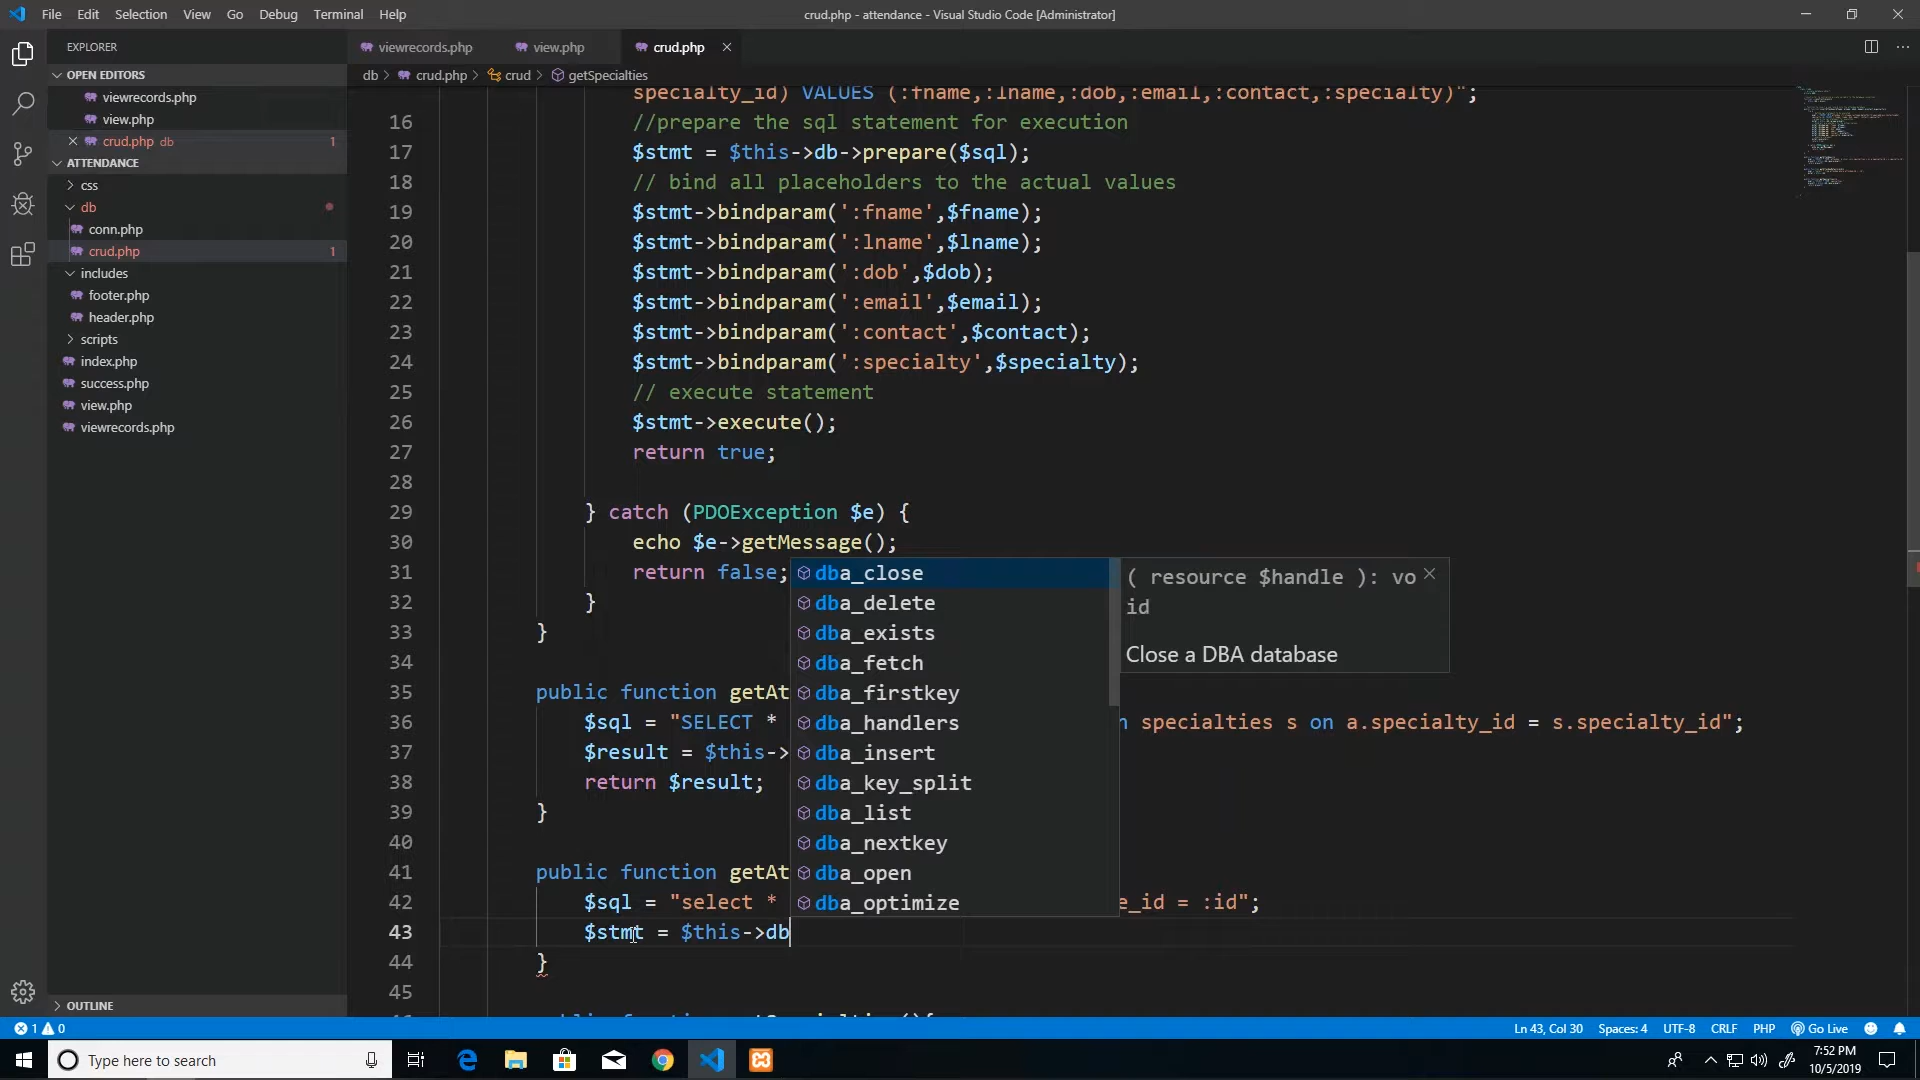 File Edit Selection View Go Debug Terminal Help
crud.php - attendance - Visual Studio Code [Administrator]
EXPLORER
viewrecords.php
view.php
crud.php
OPEN EDITORS
viewrecords.php
view.php
crud.php db 1
ATTENDANCE
css
db
conn.php
crud.php 1
includes
footer.php
header.php
scripts
index.php
success.php
view.php
viewrecords.php
OUTLINE
db > crud.php > crud > getSpecialties
specialty_id) VALUES (:fname,:lname,:dob,:email,:contact,:specialty)";
16 //prepare the sql statement for execution
17 $stmt = $this->db->prepare($sql);
18 // bind all placeholders to the actual values
19 $stmt->bindparam(':fname',$fname);
20 $stmt->bindparam(':lname',$lname);
21 $stmt->bindparam(':dob',$dob);
22 $stmt->bindparam(':email',$email);
23 $stmt->bindparam(':contact',$contact);
24 $stmt->bindparam(':specialty',$specialty);
25 // execute statement
26 $stmt->execute();
27 return true;
28
29 } catch (PDOException $e) {
30 echo $e->getMessage();
31 return false;
32 }
33 }
34
35 public function getAt
36 $sql = "SELECT * n specialties s on a.specialty_id = s.specialty_id";
37 $result = $this->
38 return $result;
39 }
40
41 public function getAt
42 $sql = "select * e_id = :id";
43 $stmt = $this->db
44 }
45
dba_close
dba_delete
dba_exists
dba_fetch
dba_firstkey
dba_handlers
dba_insert
dba_key_split
dba_list
dba_nextkey
dba_open
dba_optimize
( resource $handle ): vo
id
Close a DBA database
1 0
Ln 43, Col 30 Spaces: 4 UTF-8 CRLF PHP Go Live
Type here to search
7:52 PM
10/5/2019